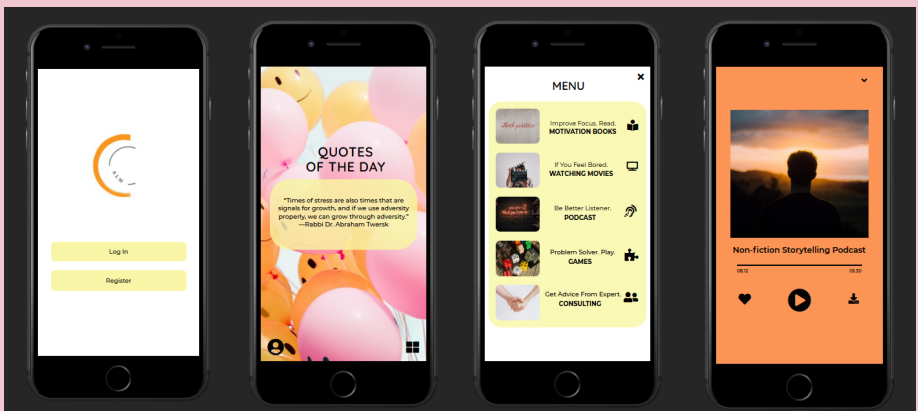 CALM
Log In
Register
QUOTES
OF THE DAY
"Times of stress are also times that are
signals for growth, and if we use adversity
properly, we can grow through adversity."
—Rabbi Dr. Abraham Twersk
MENU
Improve Focus. Read.
MOTIVATION BOOKS
If You Feel Bored.
WATCHING MOVIES
Be Better Listener.
PODCAST
Problem Solver. Play.
GAMES
Get Advice From Expert.
CONSULTING
Non-fiction Storytelling Podcast